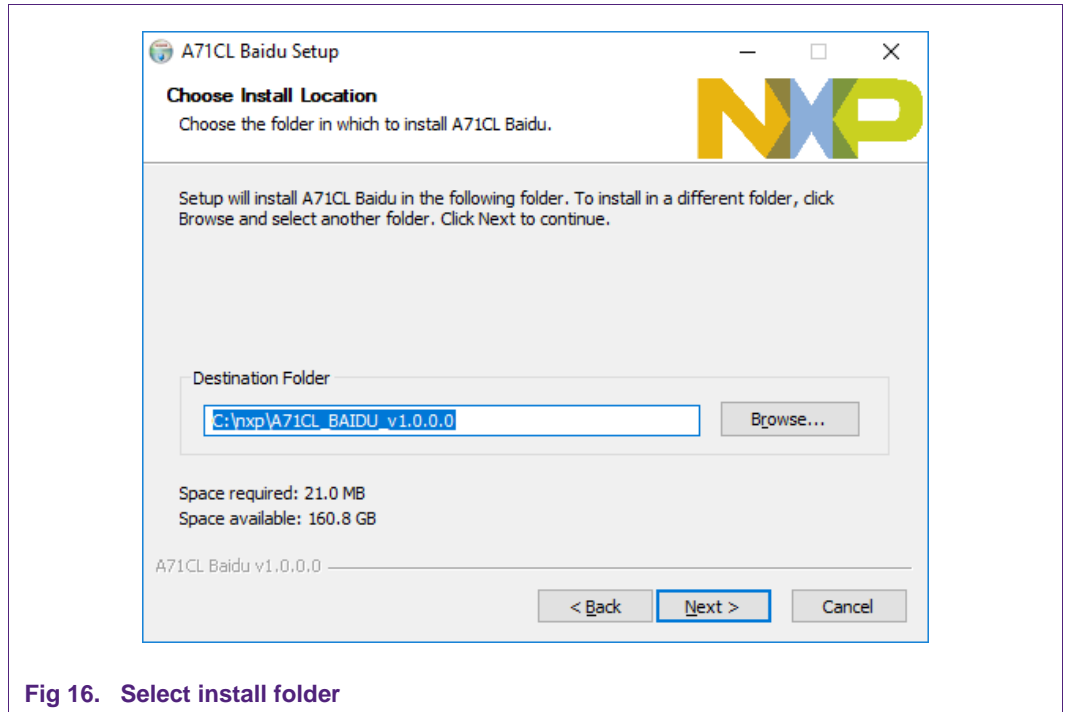 A71CL Baidu Setup
Choose Install Location
Choose the folder in which to install A71CL Baidu.
NXP
Setup will install A71CL Baidu in the following folder. To install in a different folder, click
Browse and select another folder. Click Next to continue.
Destination Folder
C:\nxp\A71CL_BAIDU_v1.0.0.0
Browse...
Space required: 21.0 MB
Space available: 160.8 GB
A71CL Baidu v1.0.0.0
< Back Next > Cancel
Fig 16. Select install folder